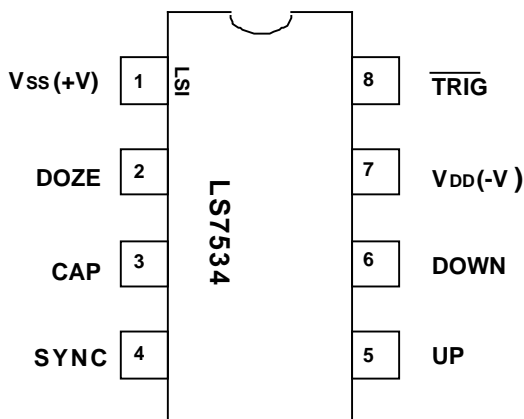 VSS (+V) 1 LSI 8 TRIG
DOZE 2 7 VDD (-V)
LS7534
CAP 3 6 DOWN
SYNC 4 5 UP